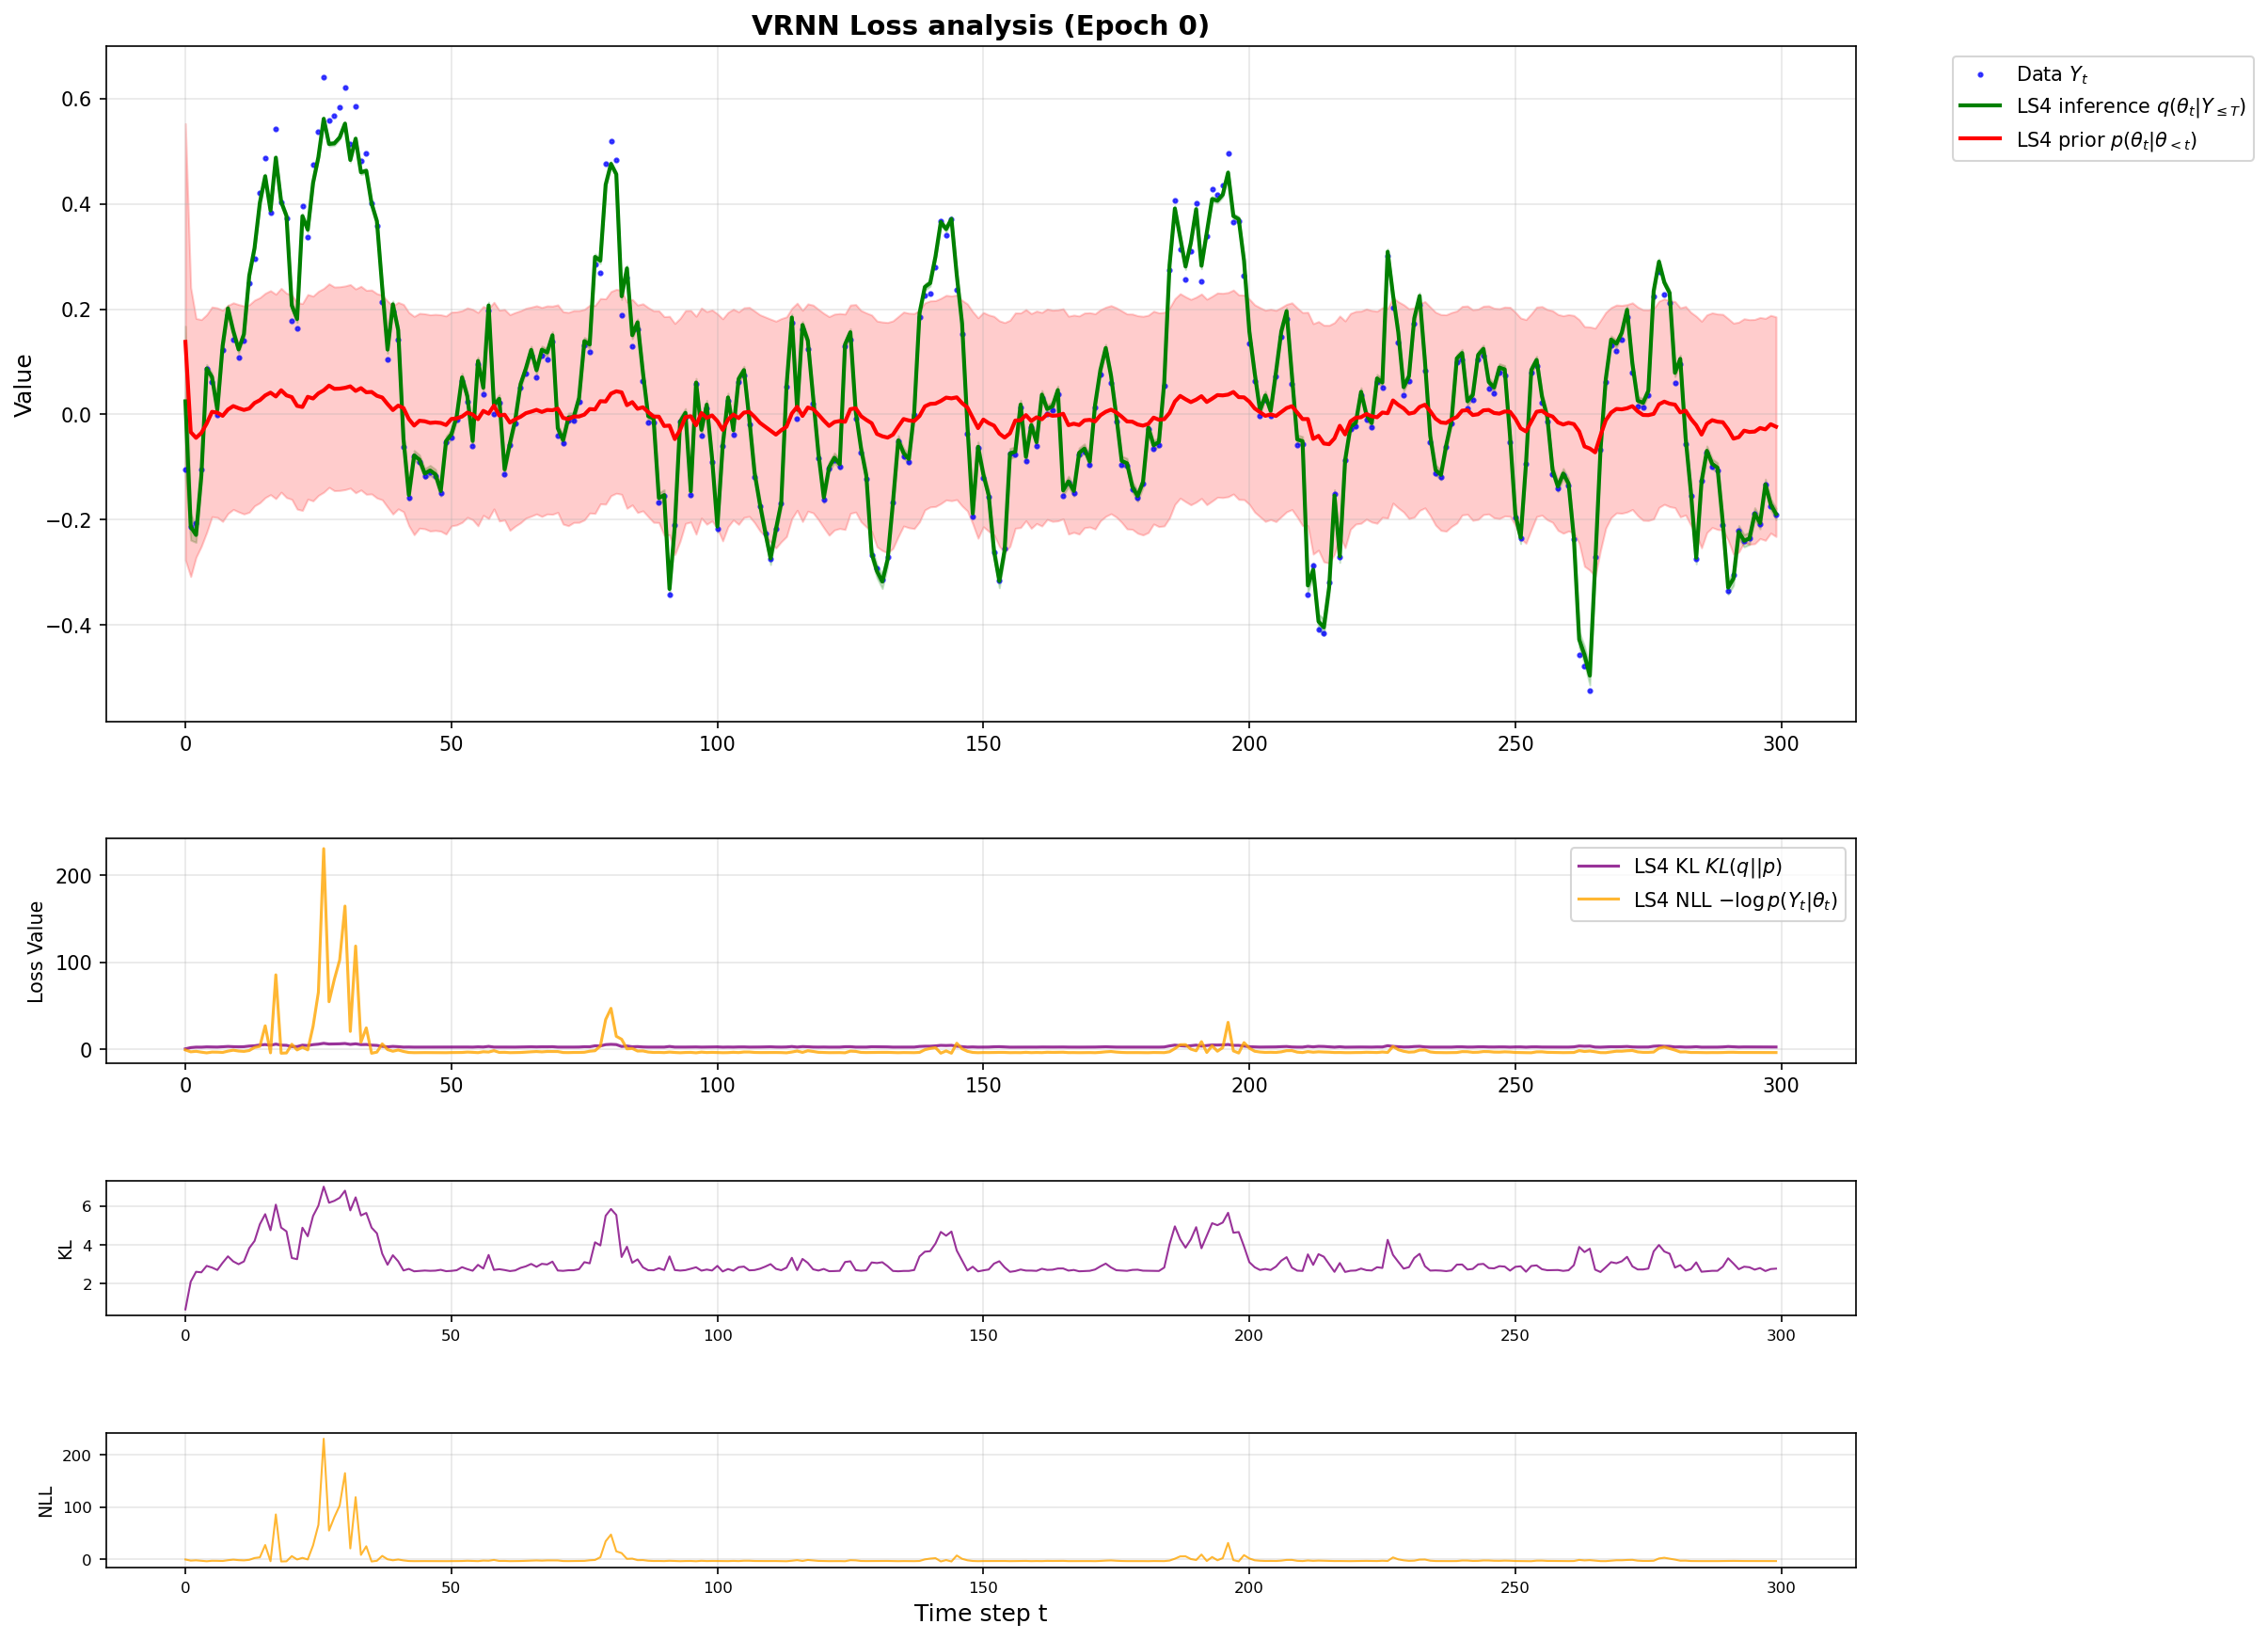 VRNN Loss analysis (Epoch 0)
Value
0.6
0.4
0.2
0.0
−0.2
−0.4
0 50 100 150 200 250 300
Data Y_t
LS4 inference q(θ_t|Y_{≤T})
LS4 prior p(θ_t|θ_{<t})
Loss Value
200
100
0
0 50 100 150 200 250 300
LS4 KL KL(q||p)
LS4 NLL −log p(Y_t|θ_t)
KL
6
4
2
0 50 100 150 200 250 300
NLL
200
100
0
0 50 100 150 200 250 300
Time step t